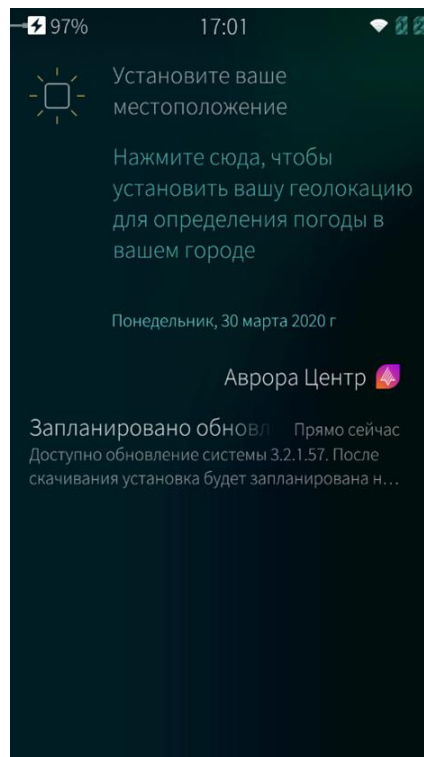 97% 17:01
Установите ваше
местоположение
Нажмите сюда, чтобы
установить вашу геолокацию
для определения погоды в
вашем городе
Понедельник, 30 марта 2020 г
Аврора Центр
Запланировано обновл Прямо сейчас
Доступно обновление системы 3.2.1.57. После
скачивания установка будет запланирована н...